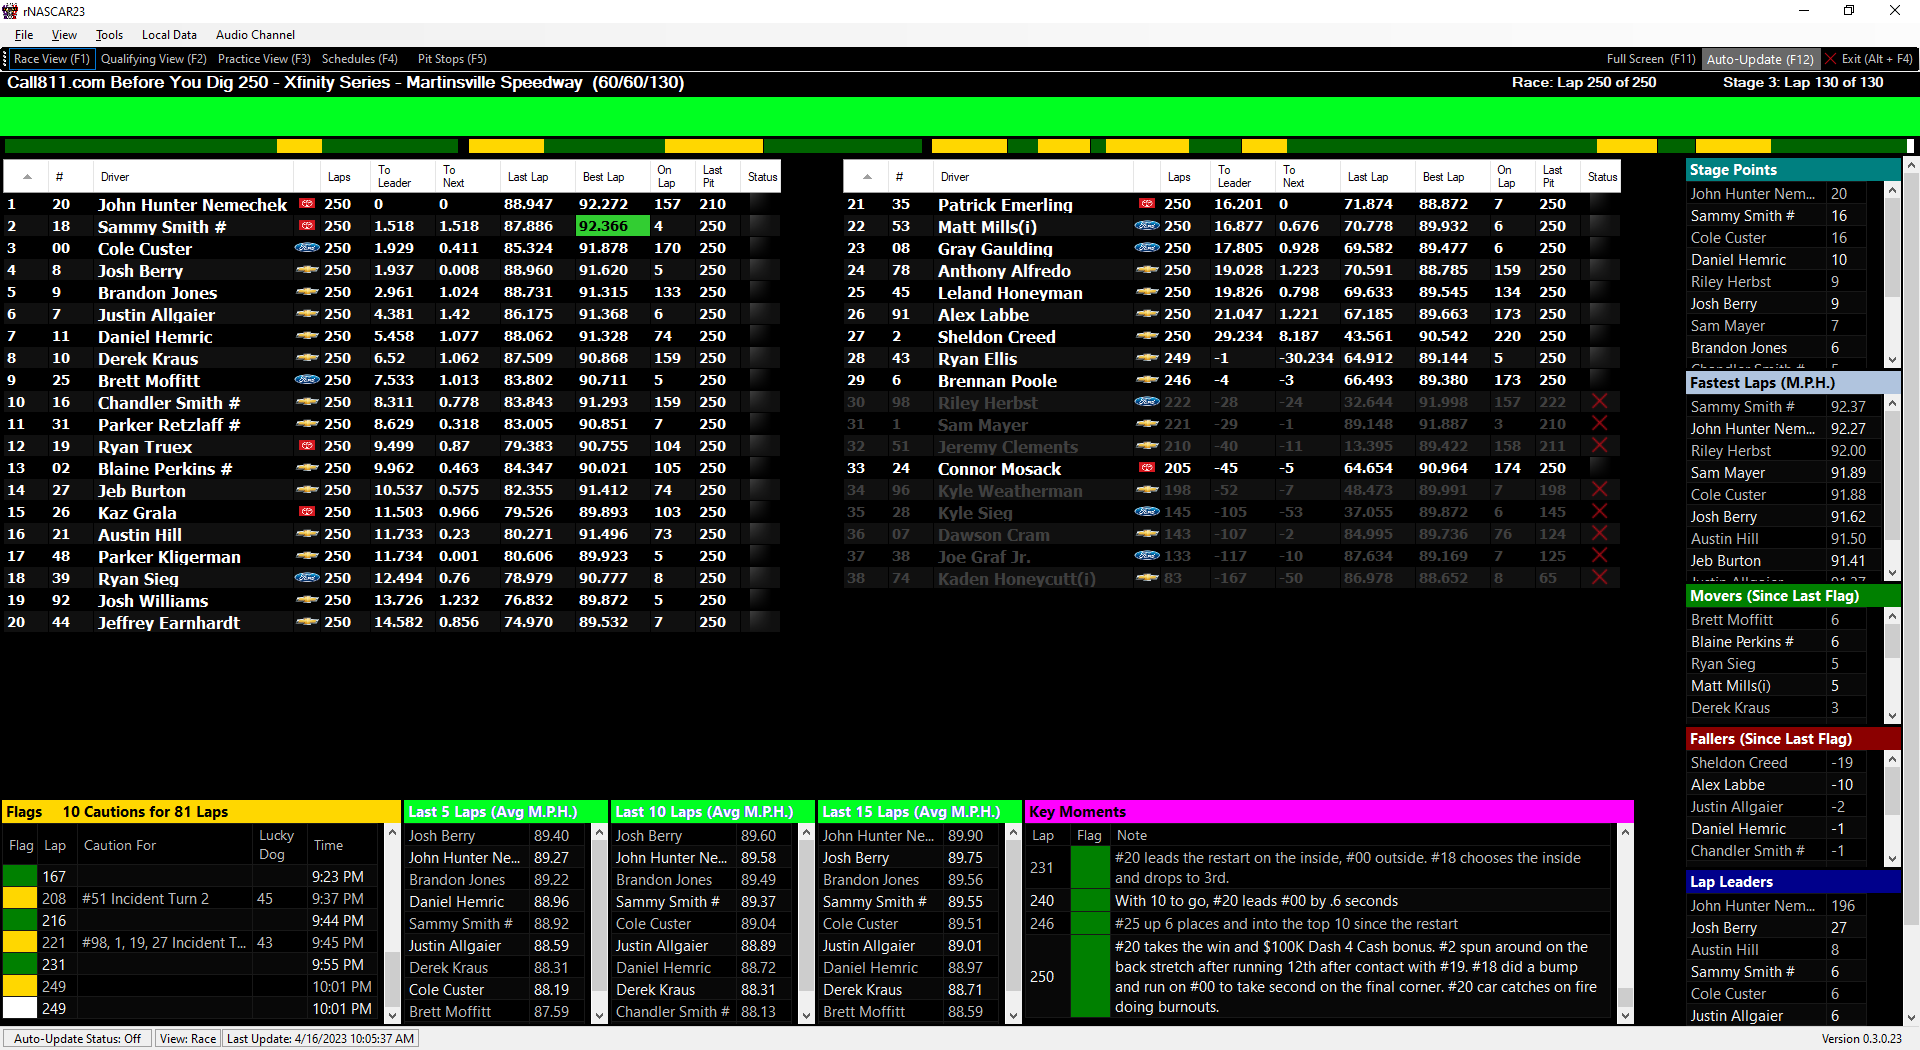 rNASCAR23
File View Tools Local Data Audio Channel
Race View (F1) Qualifying View (F2) Practice View (F3) Schedules (F4) Pit Stops (F5) Full Screen (F11) Auto-Update (F12) Exit (Alt + F4)
Call811.com Before You Dig 250 - Xfinity Series - Martinsville Speedway (60/60/130) Race: Lap 250 of 250 Stage 3: Lap 130 of 130
# Driver Laps To Leader To Next Last Lap Best Lap On Lap Last Pit Status
1 20 John Hunter Nemechek 250 0 0 88.947 92.272 157 210
2 18 Sammy Smith # 250 1.518 1.518 87.886 92.366 4 250
3 00 Cole Custer 250 1.929 0.411 85.324 91.878 170 250
4 8 Josh Berry 250 1.937 0.008 88.960 91.620 5 250
5 9 Brandon Jones 250 2.961 1.024 88.731 91.315 133 250
6 7 Justin Allgaier 250 4.381 1.42 86.175 91.368 6 250
7 11 Daniel Hemric 250 5.458 1.077 88.062 91.328 74 250
8 10 Derek Kraus 250 6.52 1.062 87.509 90.868 159 250
9 25 Brett Moffitt 250 7.533 1.013 83.802 90.711 5 250
10 16 Chandler Smith # 250 8.311 0.778 83.843 91.293 159 250
11 31 Parker Retzlaff # 250 8.629 0.318 83.005 90.851 7 250
12 19 Ryan Truex 250 9.499 0.87 79.383 90.755 104 250
13 02 Blaine Perkins # 250 9.962 0.463 84.347 90.021 105 250
14 27 Jeb Burton 250 10.537 0.575 82.355 91.412 74 250
15 26 Kaz Grala 250 11.503 0.966 79.526 89.893 103 250
16 21 Austin Hill 250 11.733 0.23 80.271 91.496 73 250
17 48 Parker Kligerman 250 11.734 0.001 80.606 89.923 5 250
18 39 Ryan Sieg 250 12.494 0.76 78.979 90.777 8 250
19 92 Josh Williams 250 13.726 1.232 76.832 89.872 5 250
20 44 Jeffrey Earnhardt 250 14.582 0.856 74.970 89.532 7 250
# Driver Laps To Leader To Next Last Lap Best Lap On Lap Last Pit Status
21 35 Patrick Emerling 250 16.201 0 71.874 88.872 7 250
22 53 Matt Mills(i) 250 16.877 0.676 70.778 89.932 6 250
23 08 Gray Gaulding 250 17.805 0.928 69.582 89.477 6 250
24 78 Anthony Alfredo 250 19.028 1.223 70.591 88.785 159 250
25 45 Leland Honeyman 250 19.826 0.798 69.633 89.545 134 250
26 91 Alex Labbe 250 21.047 1.221 67.185 89.663 173 250
27 2 Sheldon Creed 250 29.234 8.187 43.561 90.542 220 250
28 43 Ryan Ellis 249 -1 -30.234 64.912 89.144 5 250
29 6 Brennan Poole 246 -4 -3 66.493 89.380 173 250
30 98 Riley Herbst 222 -28 -24 32.644 91.998 157 222
31 1 Sam Mayer 221 -29 -1 89.148 91.887 3 210
32 51 Jeremy Clements 210 -40 -11 13.395 89.422 158 211
33 24 Connor Mosack 205 -45 -5 64.654 90.964 174 250
34 96 Kyle Weatherman 198 -52 -7 48.473 89.991 7 198
35 28 Kyle Sieg 145 -105 -53 37.055 89.872 6 145
36 07 Dawson Cram 143 -107 -2 84.995 89.736 76 124
37 38 Joe Graf Jr. 133 -117 -10 87.634 89.169 7 125
38 74 Kaden Honeycutt(i) 83 -167 -50 86.978 88.652 8 65
Stage Points
John Hunter Nem... 20
Sammy Smith # 16
Cole Custer 16
Daniel Hemric 10
Riley Herbst 9
Josh Berry 9
Sam Mayer 7
Brandon Jones 6
Chandler Smith # 5
Fastest Laps (M.P.H.)
Sammy Smith # 92.37
John Hunter Nem... 92.27
Riley Herbst 92.00
Sam Mayer 91.89
Cole Custer 91.88
Josh Berry 91.62
Austin Hill 91.50
Jeb Burton 91.41
Justin Allgaier 91.37
Movers (Since Last Flag)
Brett Moffitt 6
Blaine Perkins # 6
Ryan Sieg 5
Matt Mills(i) 5
Derek Kraus 3
Fallers (Since Last Flag)
Sheldon Creed -19
Alex Labbe -10
Justin Allgaier -2
Daniel Hemric -1
Chandler Smith # -1
Lap Leaders
John Hunter Nem... 196
Josh Berry 27
Austin Hill 8
Sammy Smith # 6
Cole Custer 6
Justin Allgaier 6
Flags 10 Cautions for 81 Laps
Flag Lap Caution For Lucky Dog Time
167 9:23 PM
208 #51 Incident Turn 2 45 9:37 PM
216 9:44 PM
221 #98, 1, 19, 27 Incident T... 43 9:45 PM
231 9:55 PM
249 10:01 PM
249 10:01 PM
Last 5 Laps (Avg M.P.H.)
Josh Berry 89.40
John Hunter Ne... 89.27
Brandon Jones 89.22
Daniel Hemric 88.96
Sammy Smith # 88.92
Justin Allgaier 88.59
Derek Kraus 88.31
Cole Custer 88.19
Brett Moffitt 87.59
Last 10 Laps (Avg M.P.H.)
Josh Berry 89.60
John Hunter Ne... 89.58
Brandon Jones 89.49
Sammy Smith # 89.37
Cole Custer 89.04
Justin Allgaier 88.89
Daniel Hemric 88.72
Derek Kraus 88.31
Chandler Smith # 88.13
Last 15 Laps (Avg M.P.H.)
John Hunter Ne... 89.90
Josh Berry 89.75
Brandon Jones 89.56
Sammy Smith # 89.55
Cole Custer 89.51
Justin Allgaier 89.01
Daniel Hemric 88.97
Derek Kraus 88.71
Brett Moffitt 88.59
Key Moments
Lap Flag Note
231 #20 leads the restart on the inside, #00 outside. #18 chooses the inside
and drops to 3rd.
240 With 10 to go, #20 leads #00 by .6 seconds
246 #25 up 6 places and into the top 10 since the restart
250 #20 takes the win and $100K Dash 4 Cash bonus. #2 spun around on the
back stretch after running 12th after contact with #19. #18 did a bump
and run on #00 to take second on the final corner. #20 car catches on fire
doing burnouts.
Auto-Update Status: Off View: Race Last Update: 4/16/2023 10:05:37 AM Version 0.3.0.23